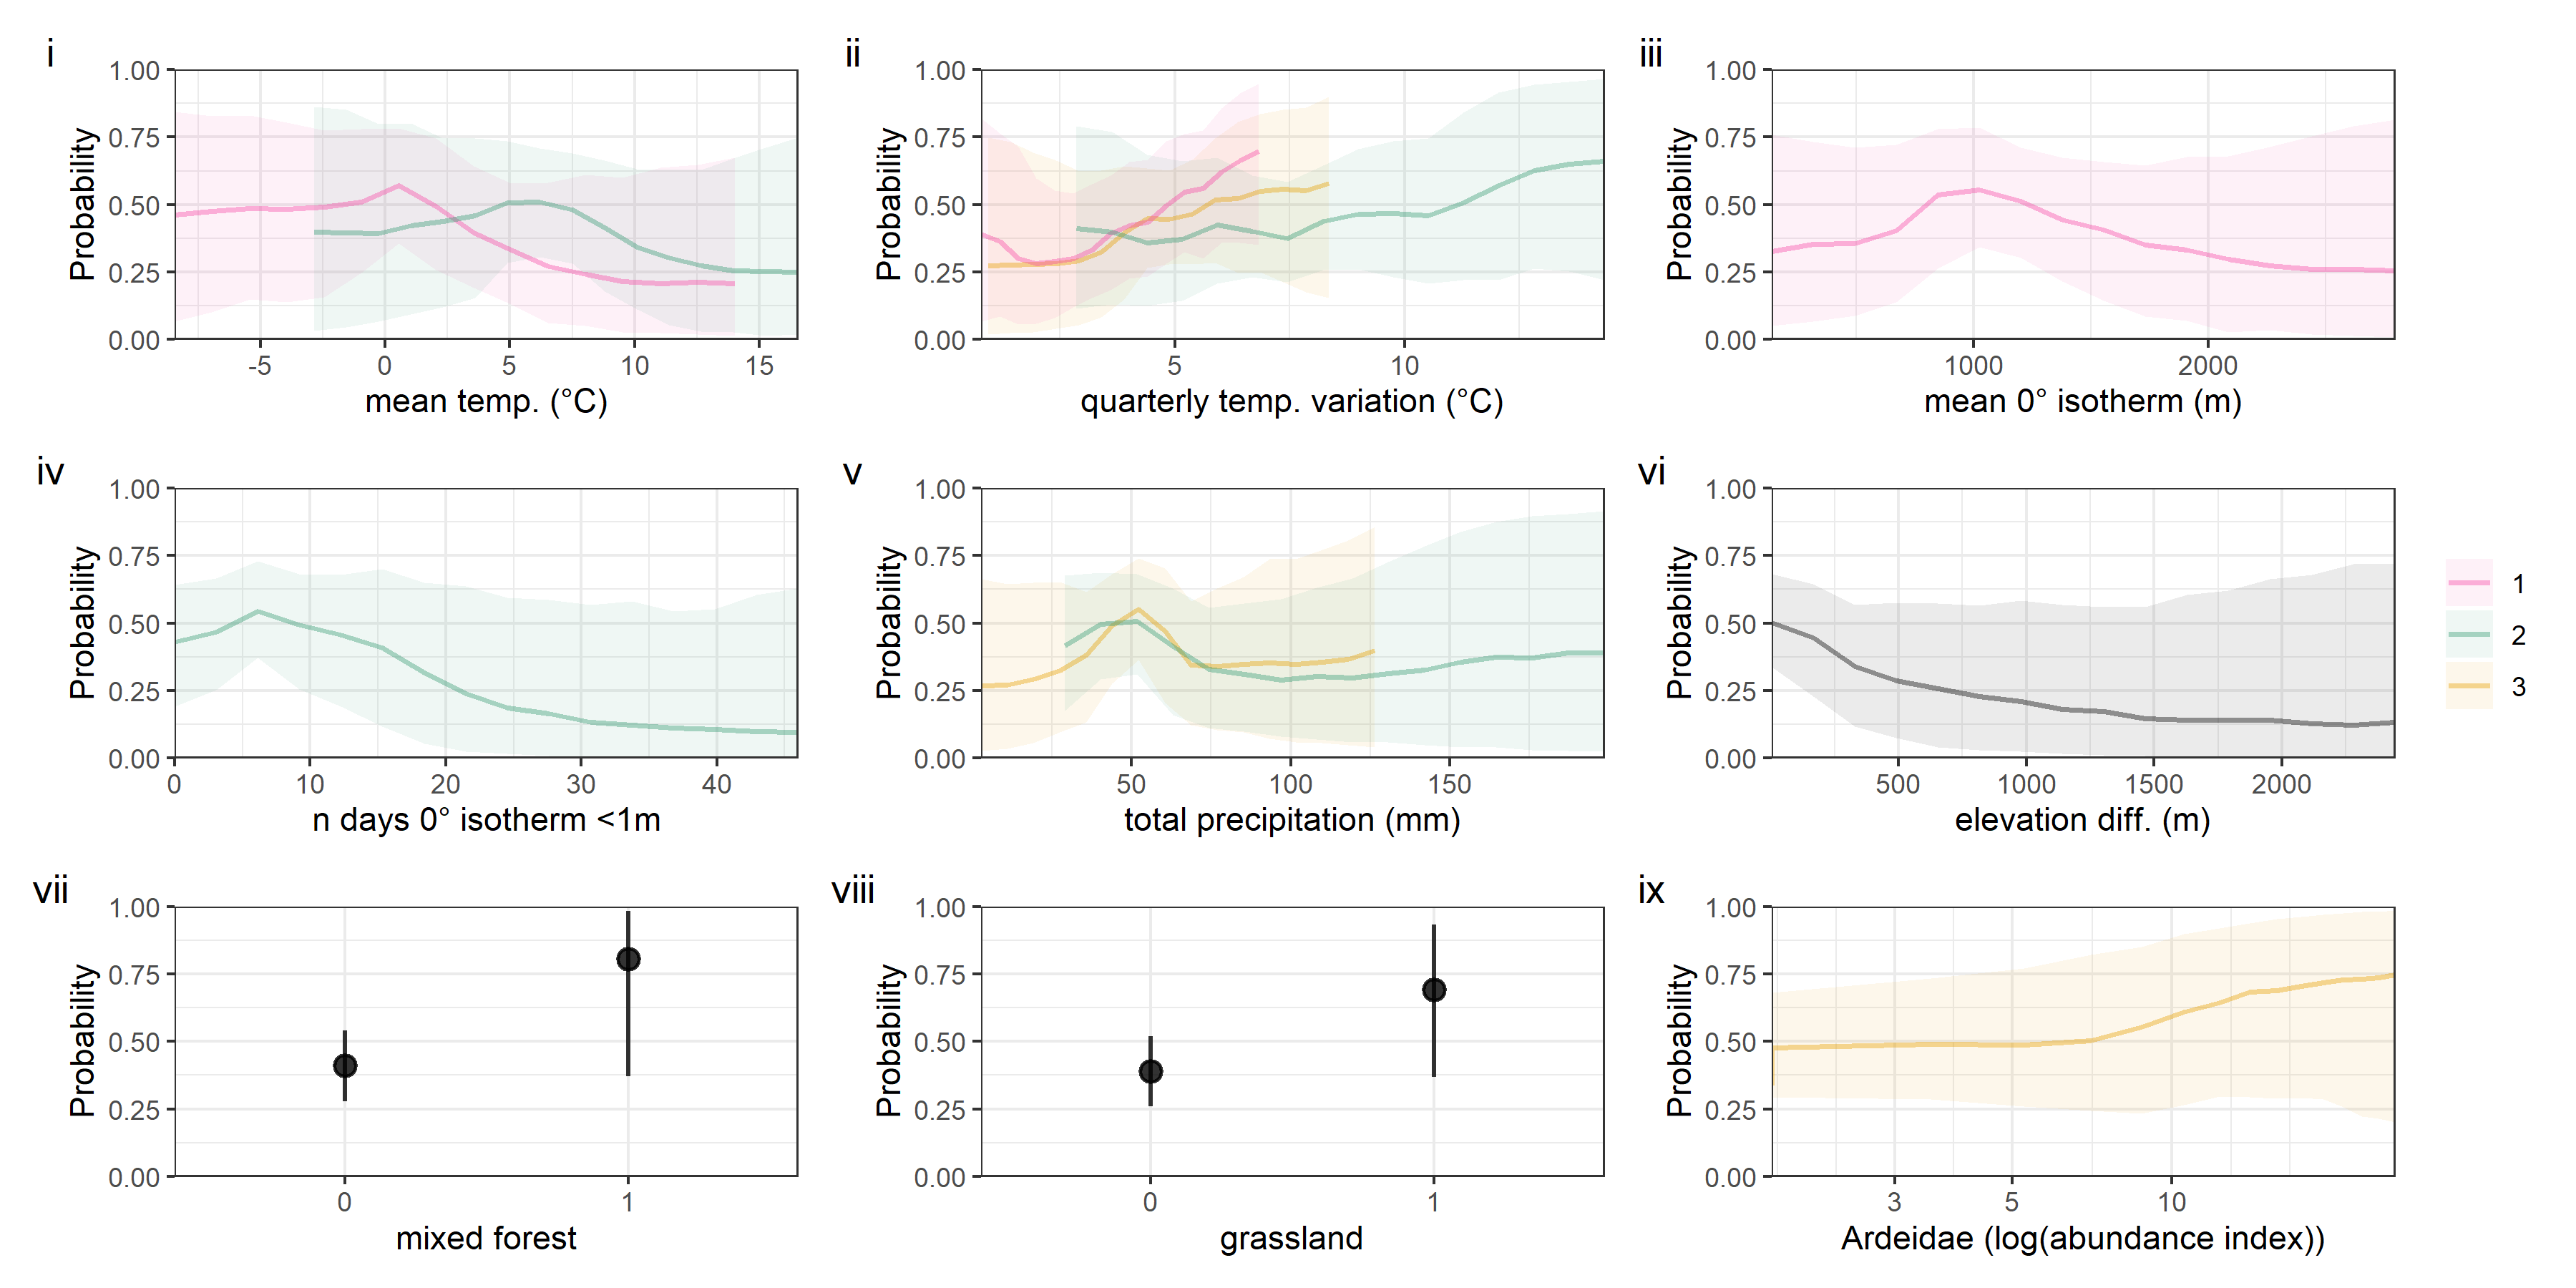 i
1.00
0.75
0.50
0.25
0.00
Probability
-5 0 5 10 15
mean temp. (°C)
ii
1.00
0.75
0.50
0.25
0.00
Probability
5 10
quarterly temp. variation (°C)
iii
1.00
0.75
0.50
0.25
0.00
Probability
1000 2000
mean 0° isotherm (m)
iv
1.00
0.75
0.50
0.25
0.00
Probability
0 10 20 30 40
n days 0° isotherm <1m
v
1.00
0.75
0.50
0.25
0.00
Probability
50 100 150
total precipitation (mm)
vi
1.00
0.75
0.50
0.25
0.00
Probability
500 1000 1500 2000
elevation diff. (m)
1
2
3
vii
1.00
0.75
0.50
0.25
0.00
Probability
0 1
mixed forest
viii
1.00
0.75
0.50
0.25
0.00
Probability
0 1
grassland
ix
1.00
0.75
0.50
0.25
0.00
Probability
3 5 10
Ardeidae (log(abundance index))